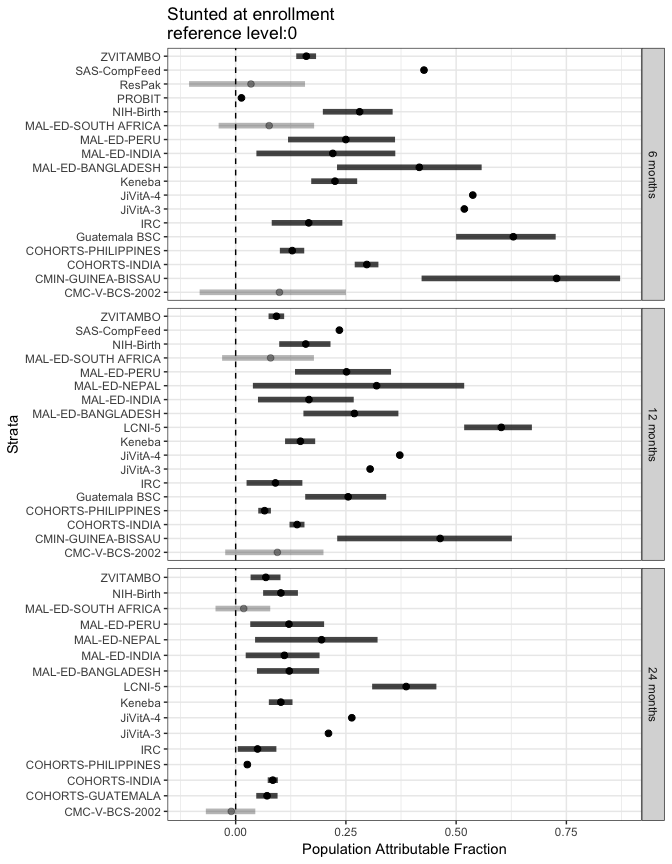 Stunted at enrollment
reference level:0
ZVITAMBO
SAS-CompFeed
ResPak
PROBIT
NIH-Birth
MAL-ED-SOUTH AFRICA
MAL-ED-PERU
MAL-ED-INDIA
MAL-ED-BANGLADESH
Keneba
JiVitA-4
JiVitA-3
IRC
Guatemala BSC
COHORTS-PHILIPPINES
COHORTS-INDIA
CMIN-GUINEA-BISSAU
CMC-V-BCS-2002
6 months
ZVITAMBO
SAS-CompFeed
NIH-Birth
MAL-ED-SOUTH AFRICA
MAL-ED-PERU
MAL-ED-NEPAL
MAL-ED-INDIA
MAL-ED-BANGLADESH
LCNI-5
Keneba
JiVitA-4
JiVitA-3
IRC
Guatemala BSC
COHORTS-PHILIPPINES
COHORTS-INDIA
CMIN-GUINEA-BISSAU
CMC-V-BCS-2002
12 months
ZVITAMBO
NIH-Birth
MAL-ED-SOUTH AFRICA
MAL-ED-PERU
MAL-ED-NEPAL
MAL-ED-INDIA
MAL-ED-BANGLADESH
LCNI-5
Keneba
JiVitA-4
JiVitA-3
IRC
COHORTS-PHILIPPINES
COHORTS-INDIA
COHORTS-GUATEMALA
CMC-V-BCS-2002
24 months
Strata
0.00 0.25 0.50 0.75
Population Attributable Fraction